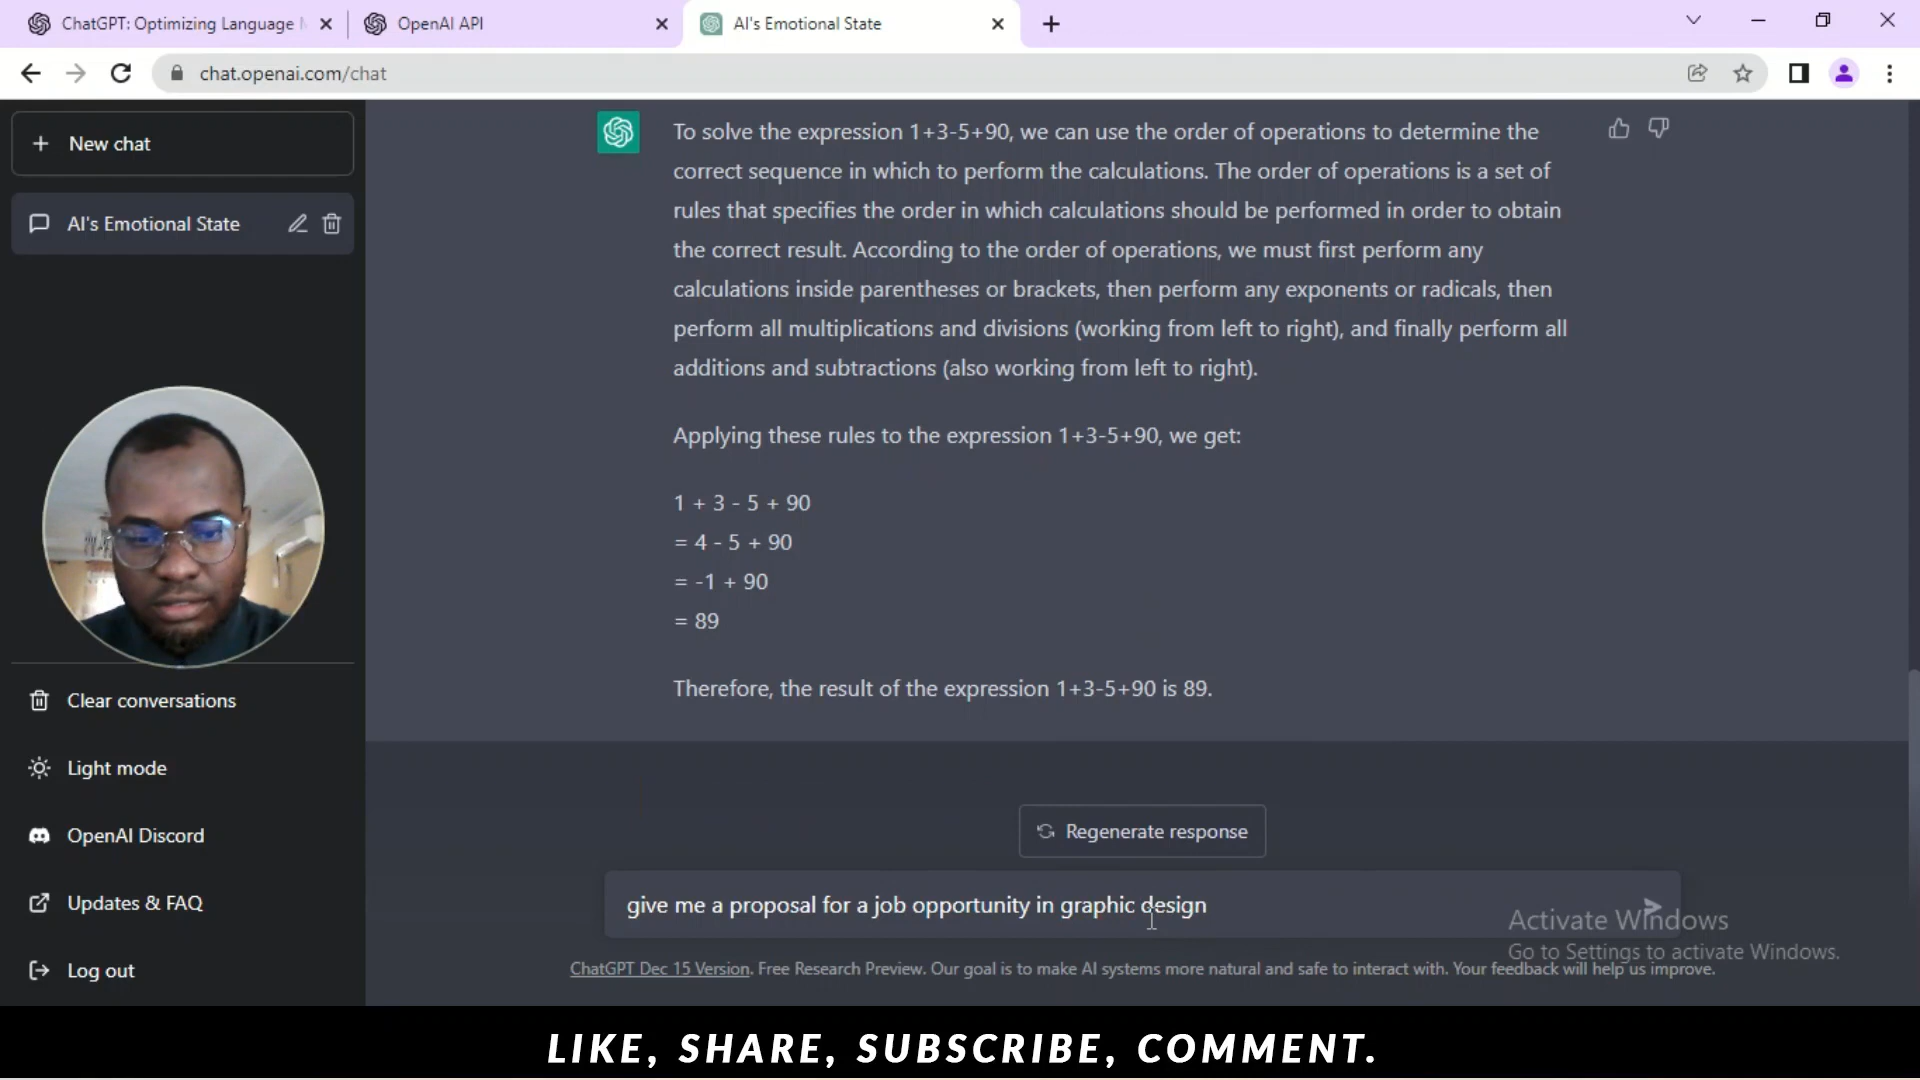 ChatGPT: Optimizing Language
OpenAI API
AI's Emotional State
chat.openai.com/chat
New chat
AI's Emotional State
Clear conversations
Light mode
OpenAI Discord
Updates & FAQ
Log out
To solve the expression 1+3-5+90, we can use the order of operations to determine the
correct sequence in which to perform the calculations. The order of operations is a set of
rules that specifies the order in which calculations should be performed in order to obtain
the correct result. According to the order of operations, we must first perform any
calculations inside parentheses or brackets, then perform any exponents or radicals, then
perform all multiplications and divisions (working from left to right), and finally perform all
additions and subtractions (also working from left to right).
Applying these rules to the expression 1+3-5+90, we get:
1 + 3 - 5 + 90
= 4 - 5 + 90
= -1 + 90
= 89
Therefore, the result of the expression 1+3-5+90 is 89.
Regenerate response
give me a proposal for a job opportunity in graphic design
Activate Windows
Go to Settings to activate Windows.
ChatGPT Dec 15 Version. Free Research Preview. Our goal is to make AI systems more natural and safe to interact with. Your feedback will help us improve.
LIKE, SHARE, SUBSCRIBE, COMMENT.